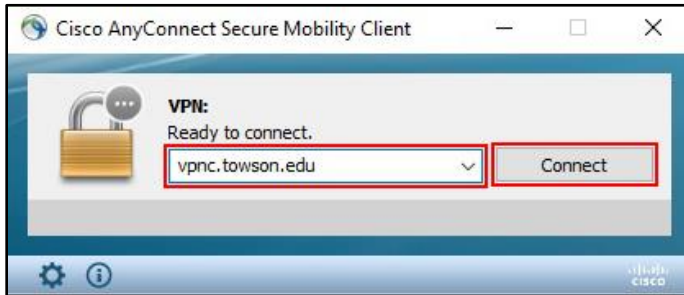 Cisco AnyConnect Secure Mobility Client
VPN:
Ready to connect.
vpnc.towson.edu
Connect
cisco